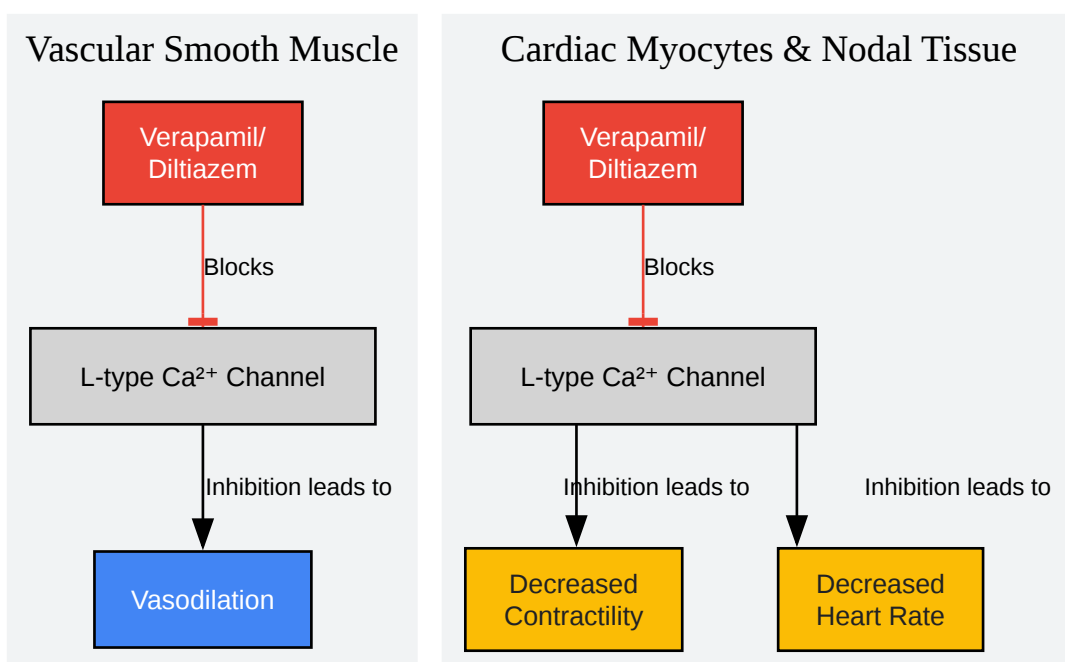 Vascular Smooth Muscle
Verapamil/
Diltiazem
Blocks
L-type Ca²⁺ Channel
Inhibition leads to
Vasodilation
Cardiac Myocytes & Nodal Tissue
Verapamil/
Diltiazem
Blocks
L-type Ca²⁺ Channel
Inhibition leads to
Inhibition leads to
Decreased
Contractility
Decreased
Heart Rate